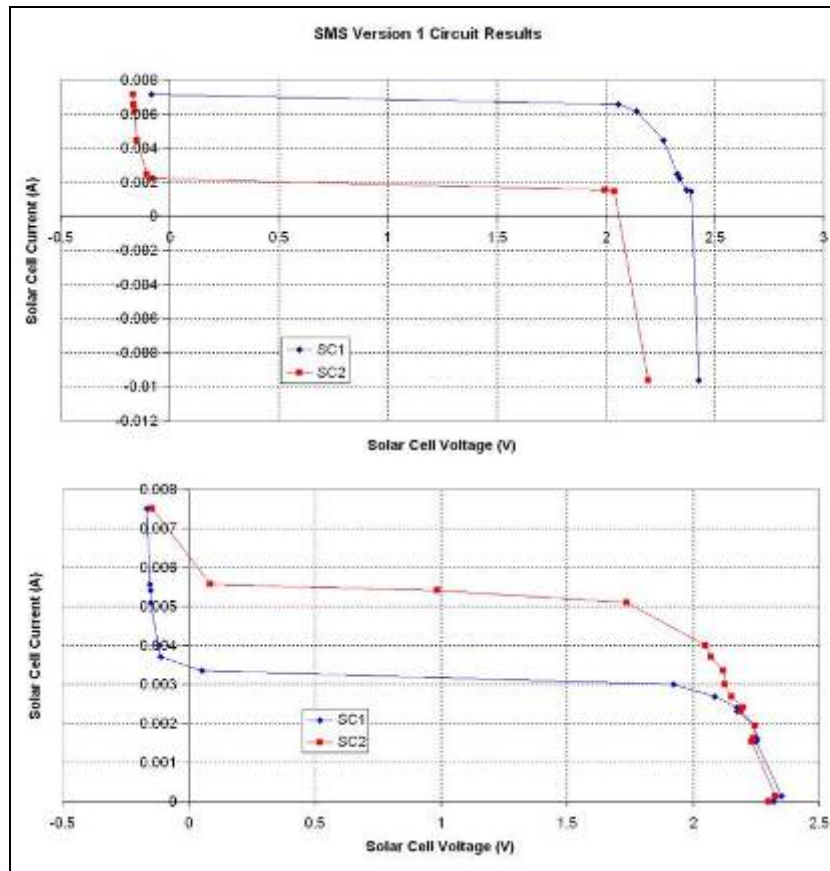 SMS Version 1 Circuit Results
0.008
0.006
0.004
0.002
0
-0.002
-0.004
-0.006
-0.008
-0.01
-0.012
-0.5 0 0.5 1 1.5 2 2.5 3
Solar Cell Current (A)
SC1
SC2
Solar Cell Voltage (V)
0.008
0.007
0.006
0.005
0.004
0.003
0.002
0.001
0
-0.5 0 0.5 1 1.5 2 2.5
Solar Cell Current (A)
SC1
SC2
Solar Cell Voltage (V)